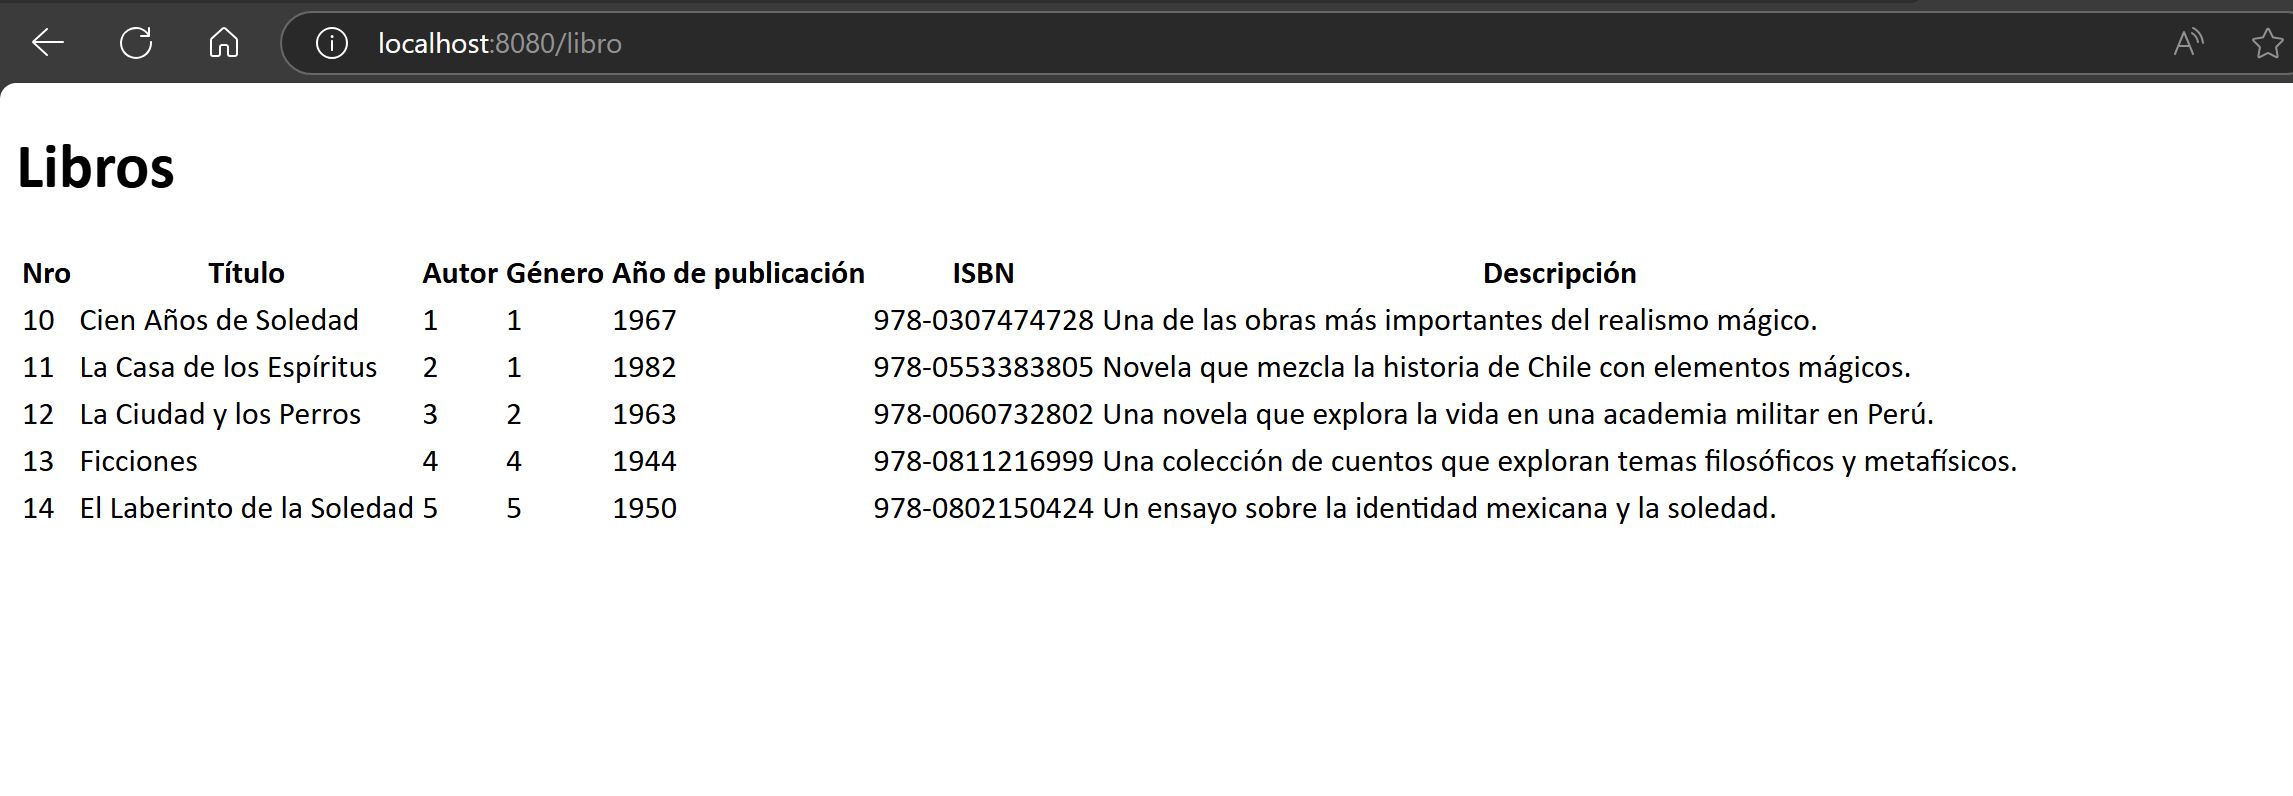 localhost:8080/libro
Libros
Nro Título Autor Género Año de publicación ISBN Descripción
10 Cien Años de Soledad 1 1 1967 978-0307474728 Una de las obras más importantes del realismo mágico.
11 La Casa de los Espíritus 2 1 1982 978-0553383805 Novela que mezcla la historia de Chile con elementos mágicos.
12 La Ciudad y los Perros 3 2 1963 978-0060732802 Una novela que explora la vida en una academia militar en Perú.
13 Ficciones 4 4 1944 978-0811216999 Una colección de cuentos que exploran temas filosóficos y metafísicos.
14 El Laberinto de la Soledad 5 5 1950 978-0802150424 Un ensayo sobre la identidad mexicana y la soledad.